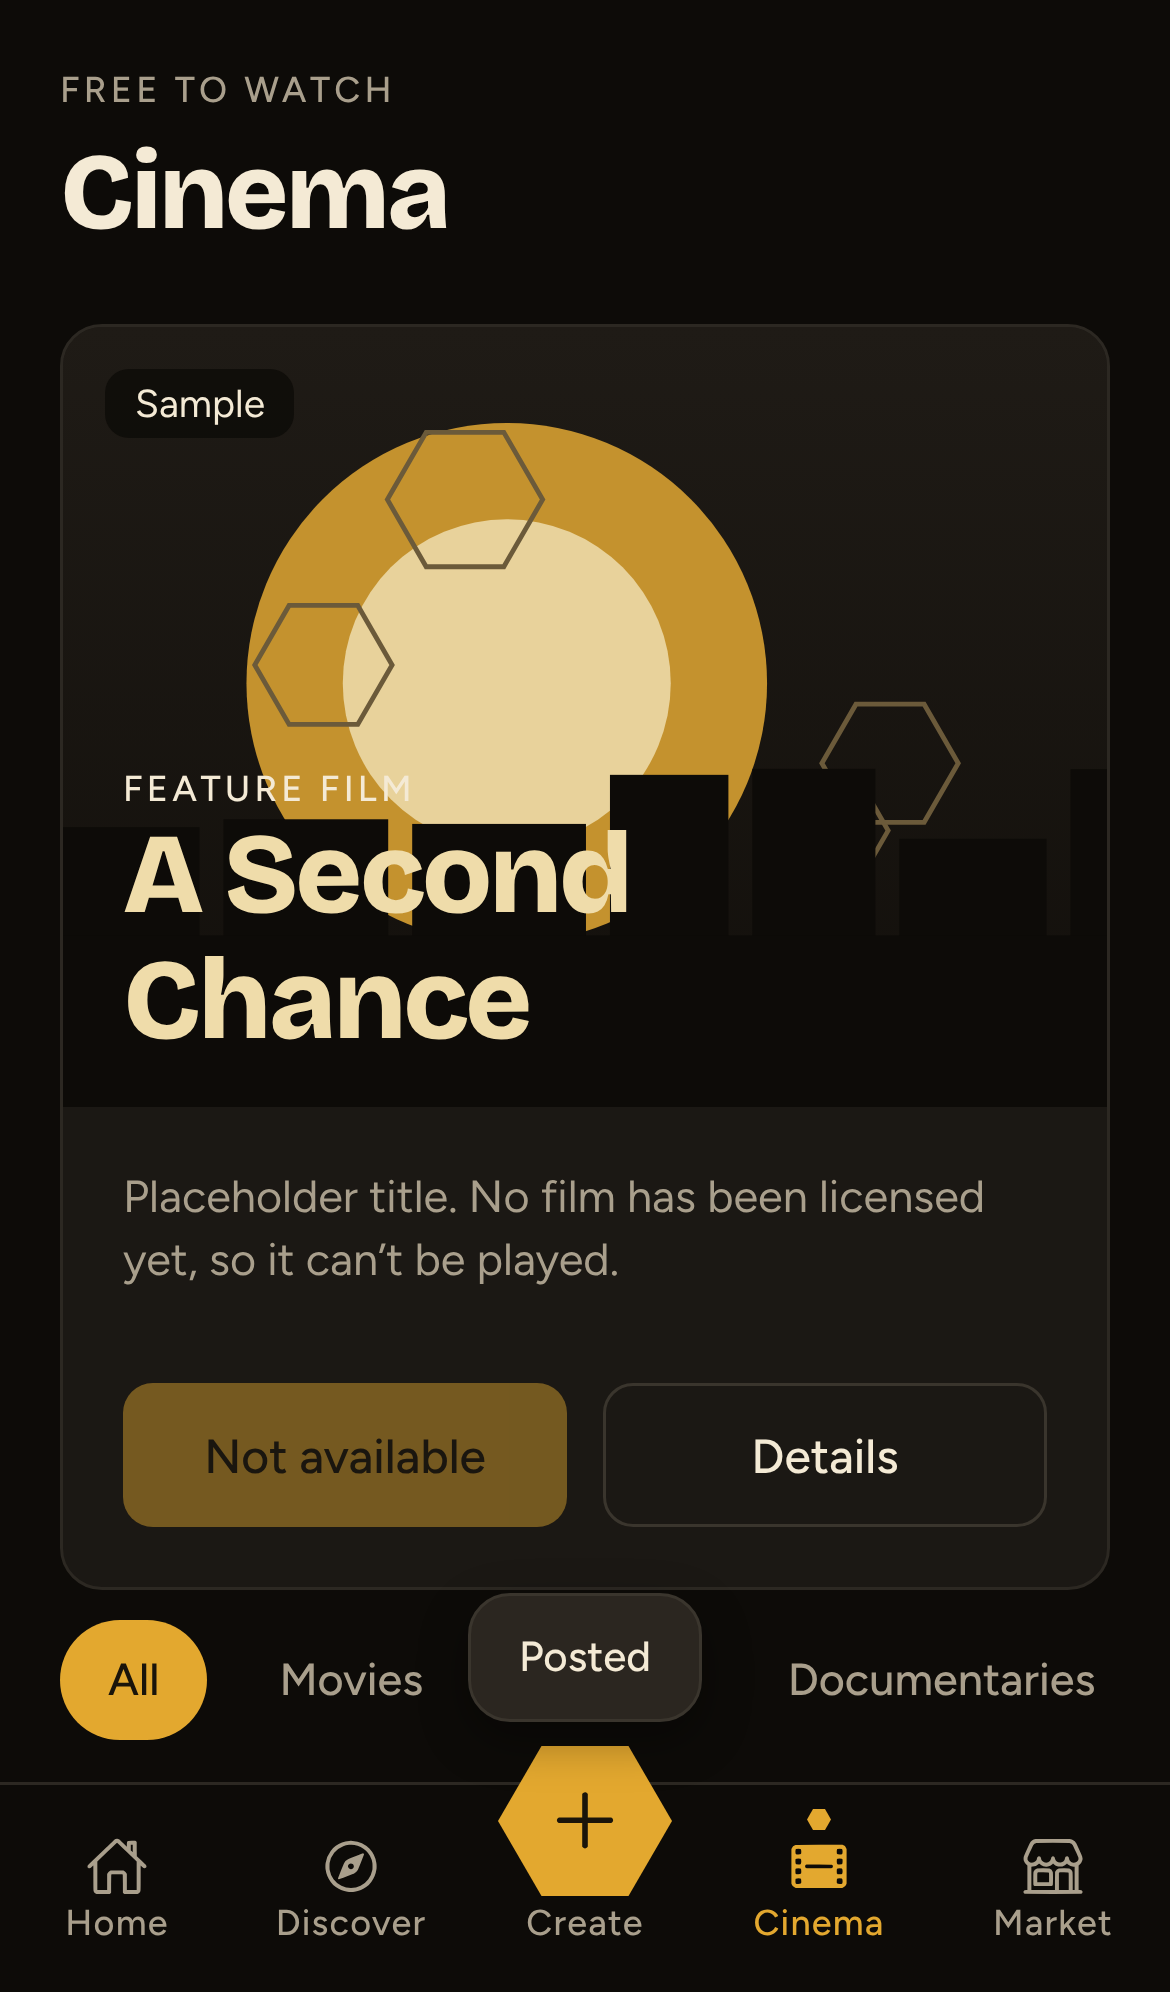 FREE TO WATCH
Cinema
Sample
FEATURE FILM
A Second
Chance
Placeholder title. No film has been licensed
yet, so it can’t be played.
Not available
Details
All
Movies
Posted
Documentaries
Home
Discover
Create
Cinema
Market